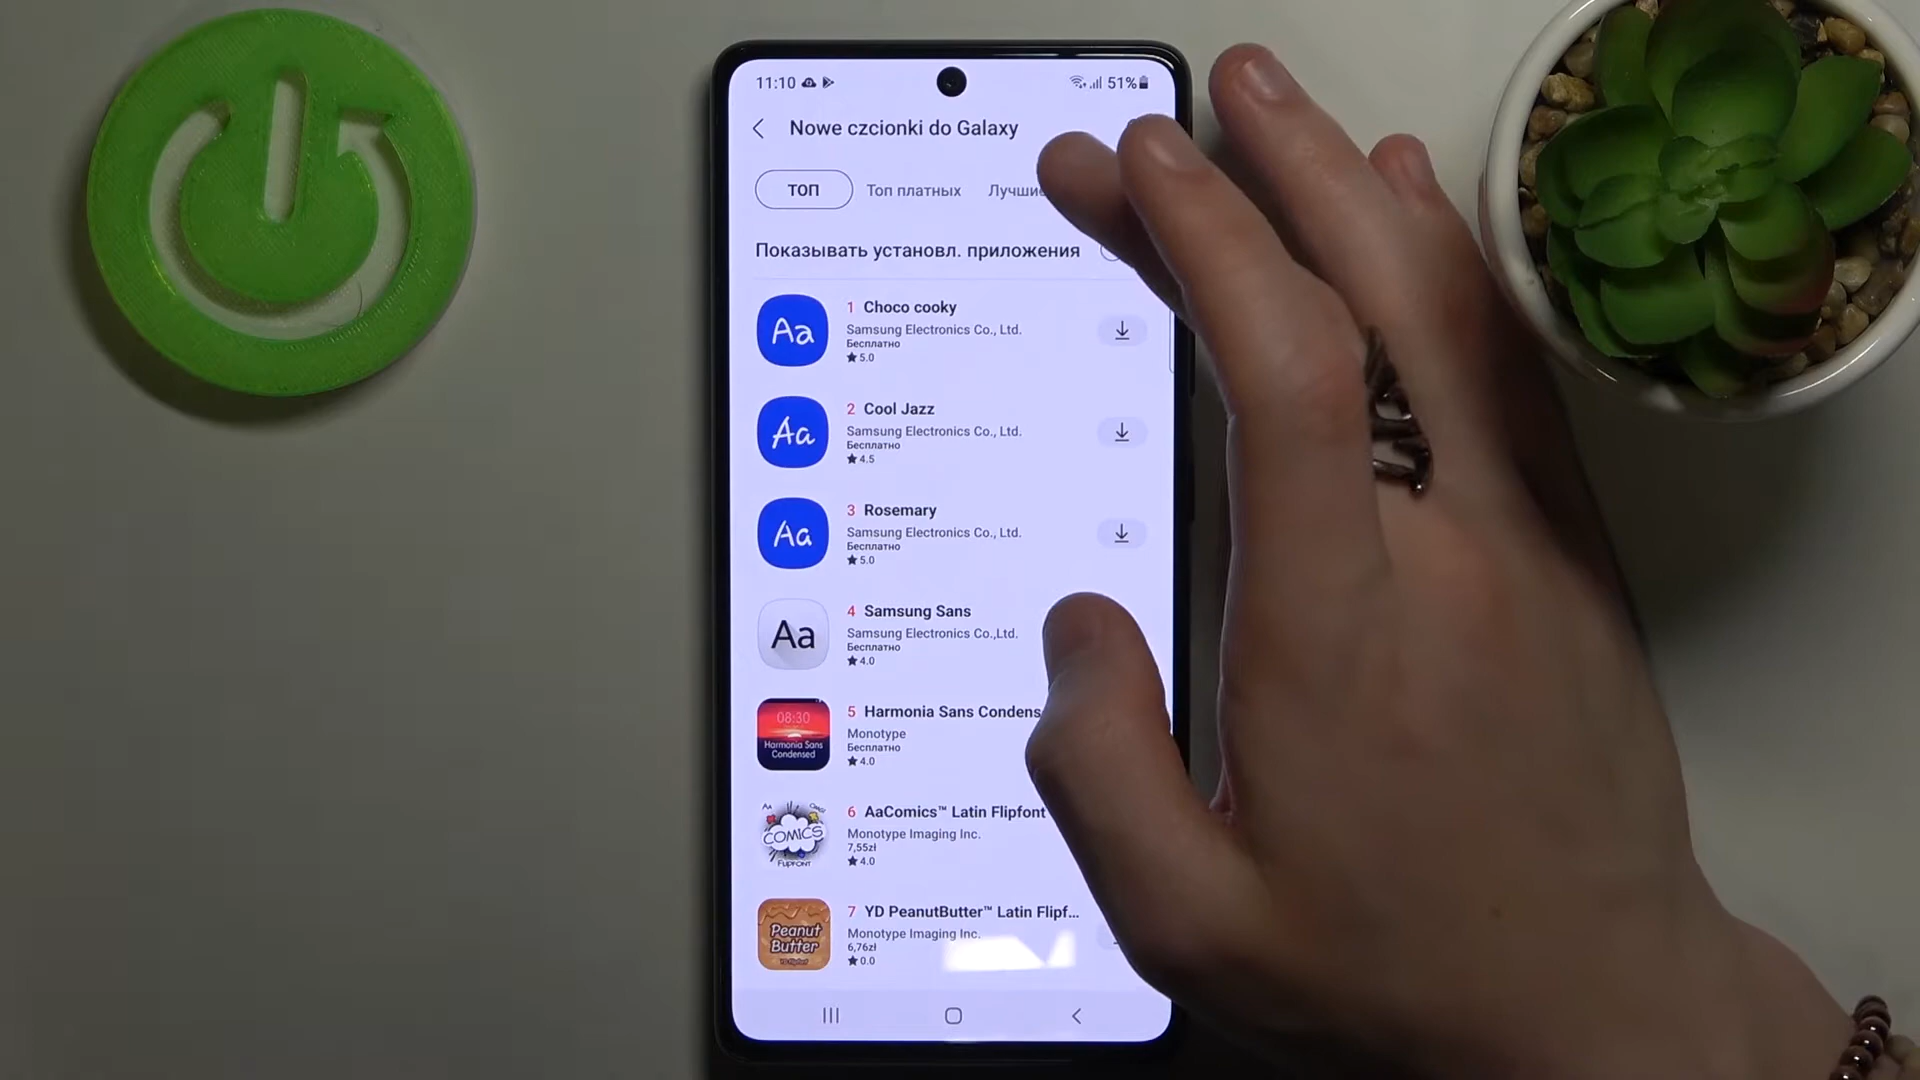 11:10 51%
Nowe czcionki do Galaxy
ТОП Топ платных Лучшие
Показывать установл. приложения
Aa
1 Choco cooky
Samsung Electronics Co., Ltd.
Бесплатно
★5.0
Aa
2 Cool Jazz
Samsung Electronics Co., Ltd.
Бесплатно
★4.5
Aa
3 Rosemary
Samsung Electronics Co., Ltd.
Бесплатно
★5.0
Aa
4 Samsung Sans
Samsung Electronics Co.,Ltd.
Бесплатно
★4.0
08:30
Harmonia Sans
Condensed
5 Harmonia Sans Condens
Monotype
Бесплатно
★4.0
COMICS
FLIPFONT
6 AaComics™ Latin Flipfont
Monotype Imaging Inc.
7,55zł
★4.0
Peanut
Butter
7 YD PeanutButter™ Latin Flipf...
Monotype Imaging Inc.
6,76zł
★0.0